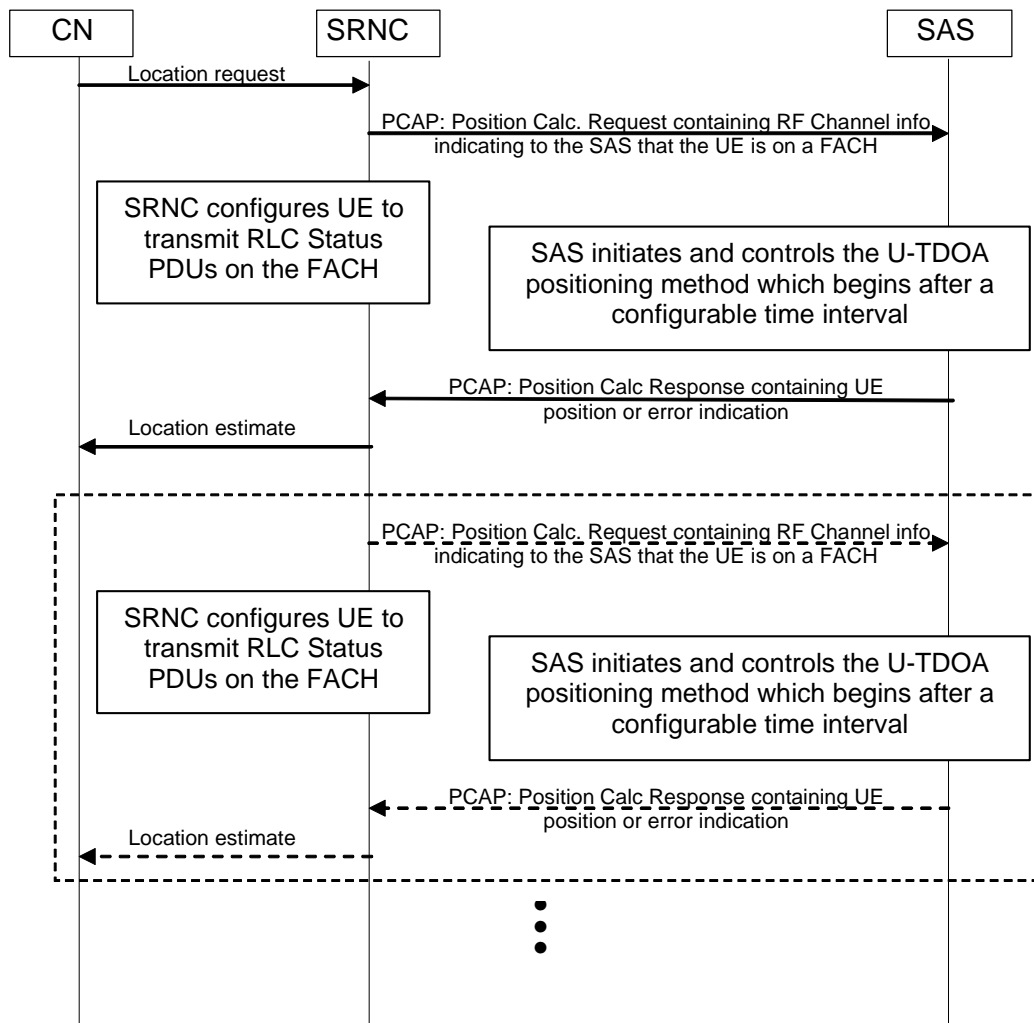 CN
SRNC
SAS
Location request
PCAP: Position Calc. Request containing RF Channel info
indicating to the SAS that the UE is on a FACH
SRNC configures UE to
transmit RLC Status
PDUs on the FACH
SAS initiates and controls the U-TDOA
positioning method which begins after a
configurable time interval
PCAP: Position Calc Response containing UE
position or error indication
Location estimate
PCAP: Position Calc. Request containing RF Channel info
indicating to the SAS that the UE is on a FACH
SRNC configures UE to
transmit RLC Status
PDUs on the FACH
SAS initiates and controls the U-TDOA
positioning method which begins after a
configurable time interval
PCAP: Position Calc Response containing UE
position or error indication
Location estimate